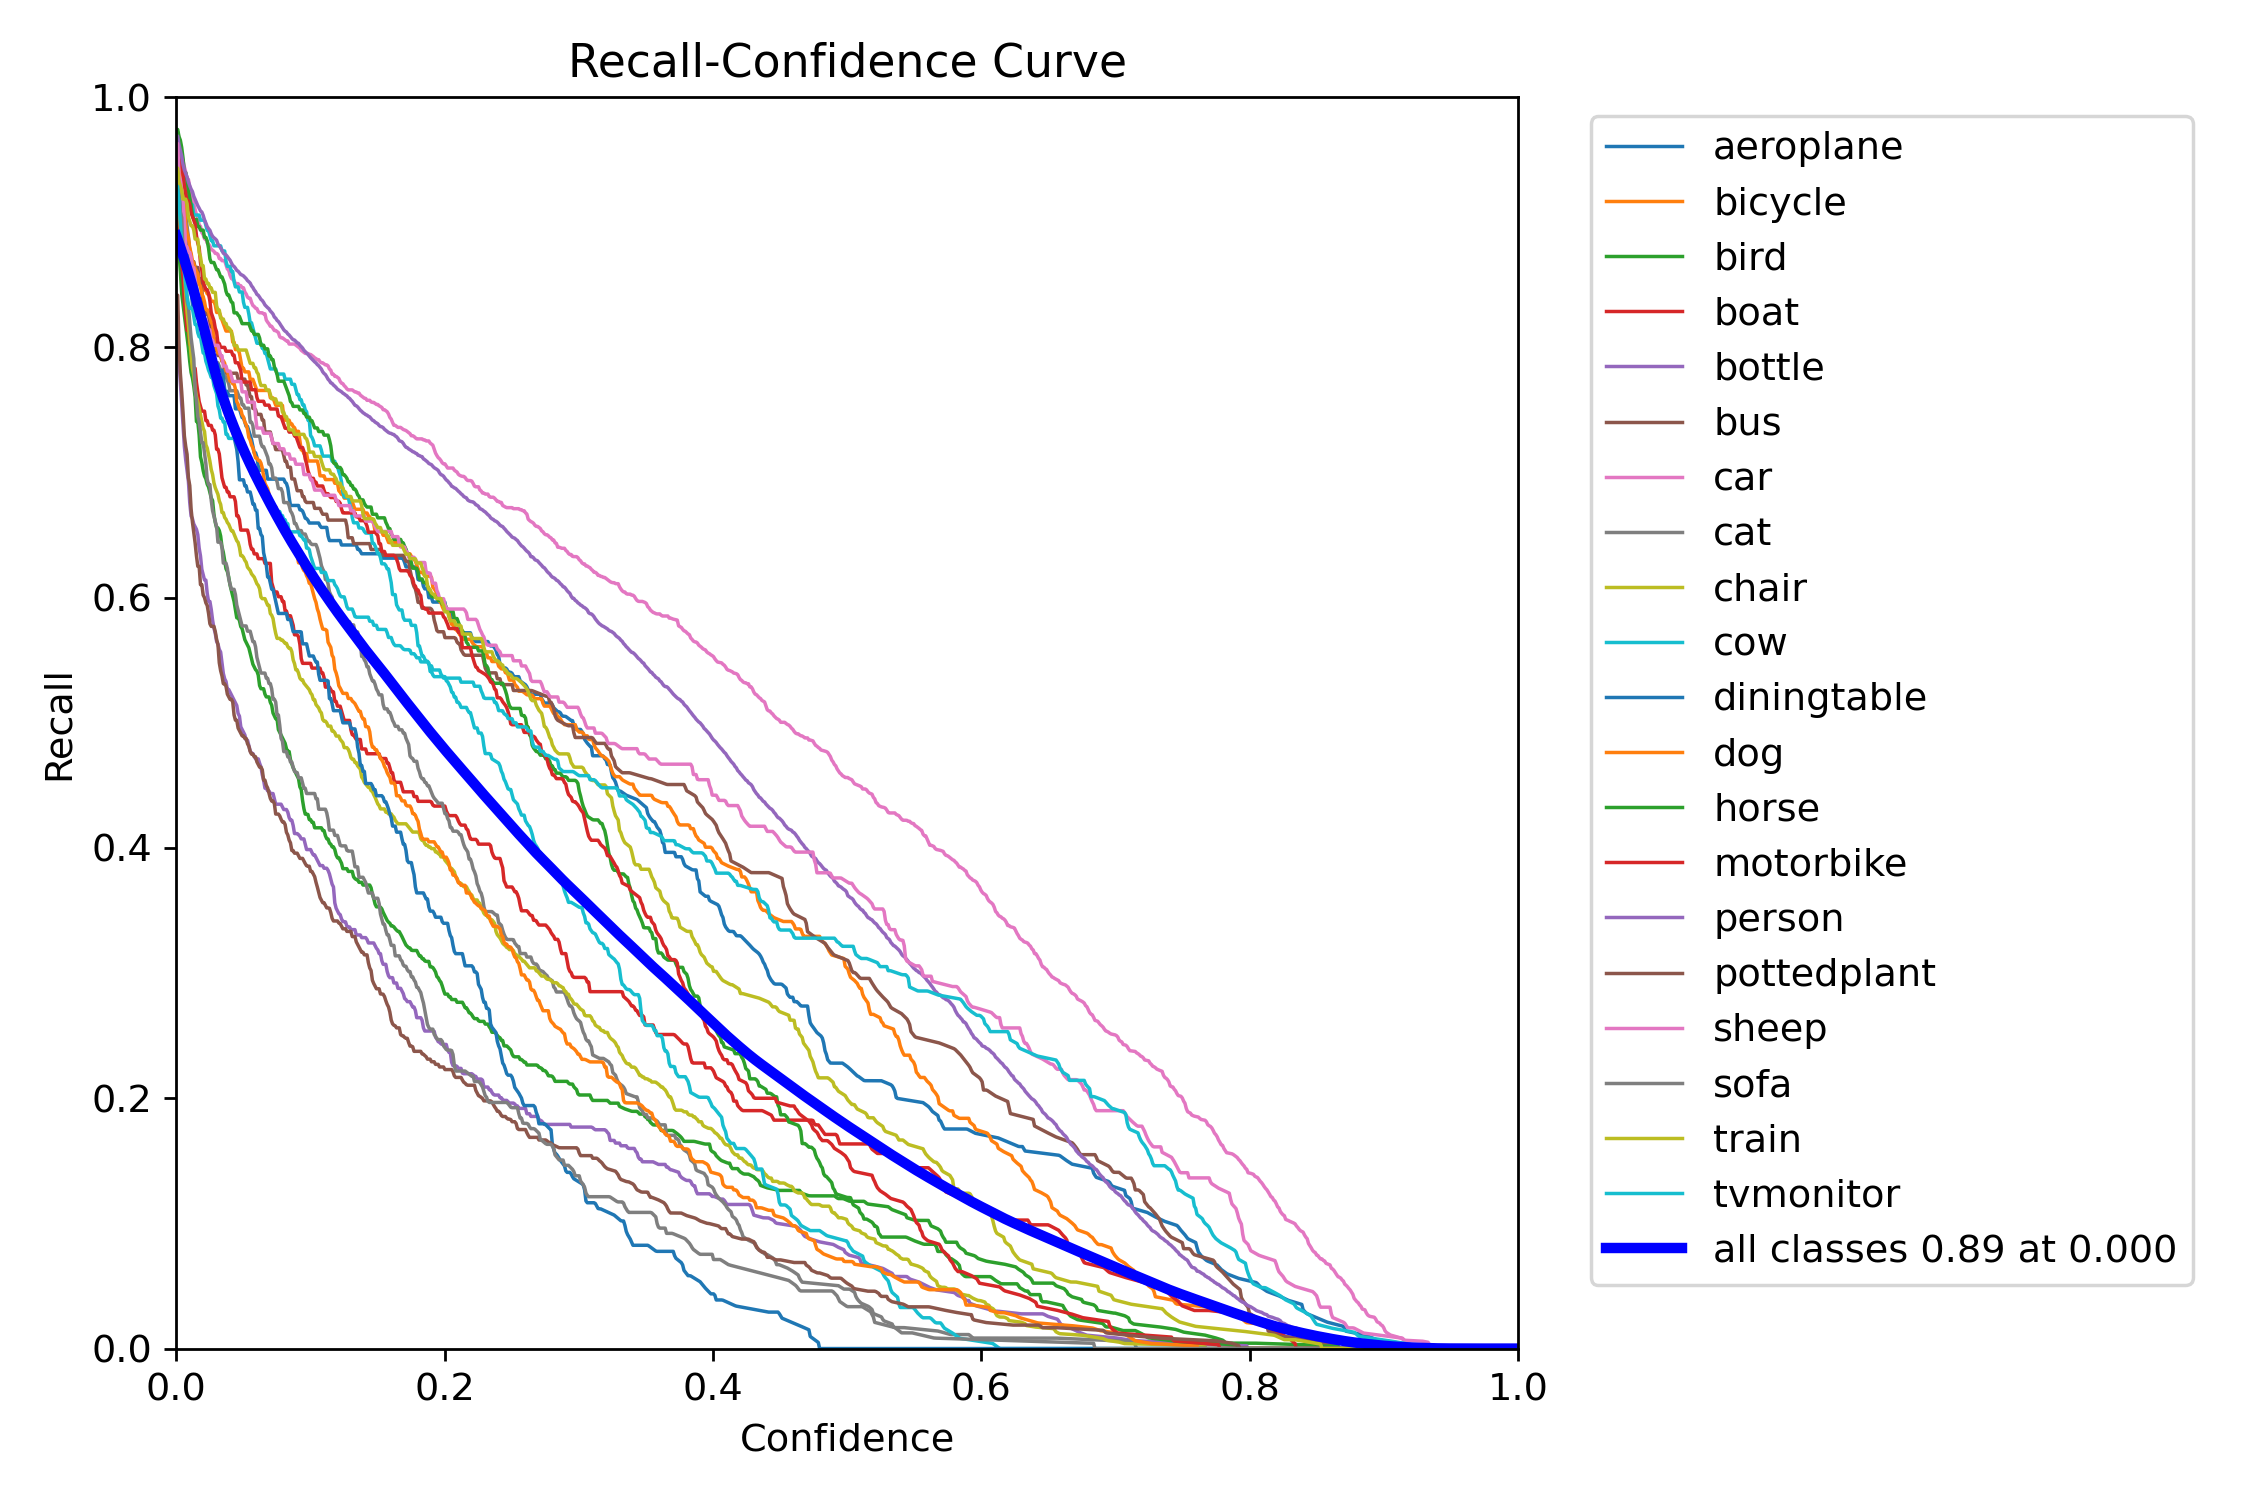 Recall-Confidence Curve
1.0
0.8
0.6
0.4
0.2
0.0
Recall
0.0 0.2 0.4 0.6 0.8 1.0
Confidence
aeroplane
bicycle
bird
boat
bottle
bus
car
cat
chair
cow
diningtable
dog
horse
motorbike
person
pottedplant
sheep
sofa
train
tvmonitor
all classes 0.89 at 0.000